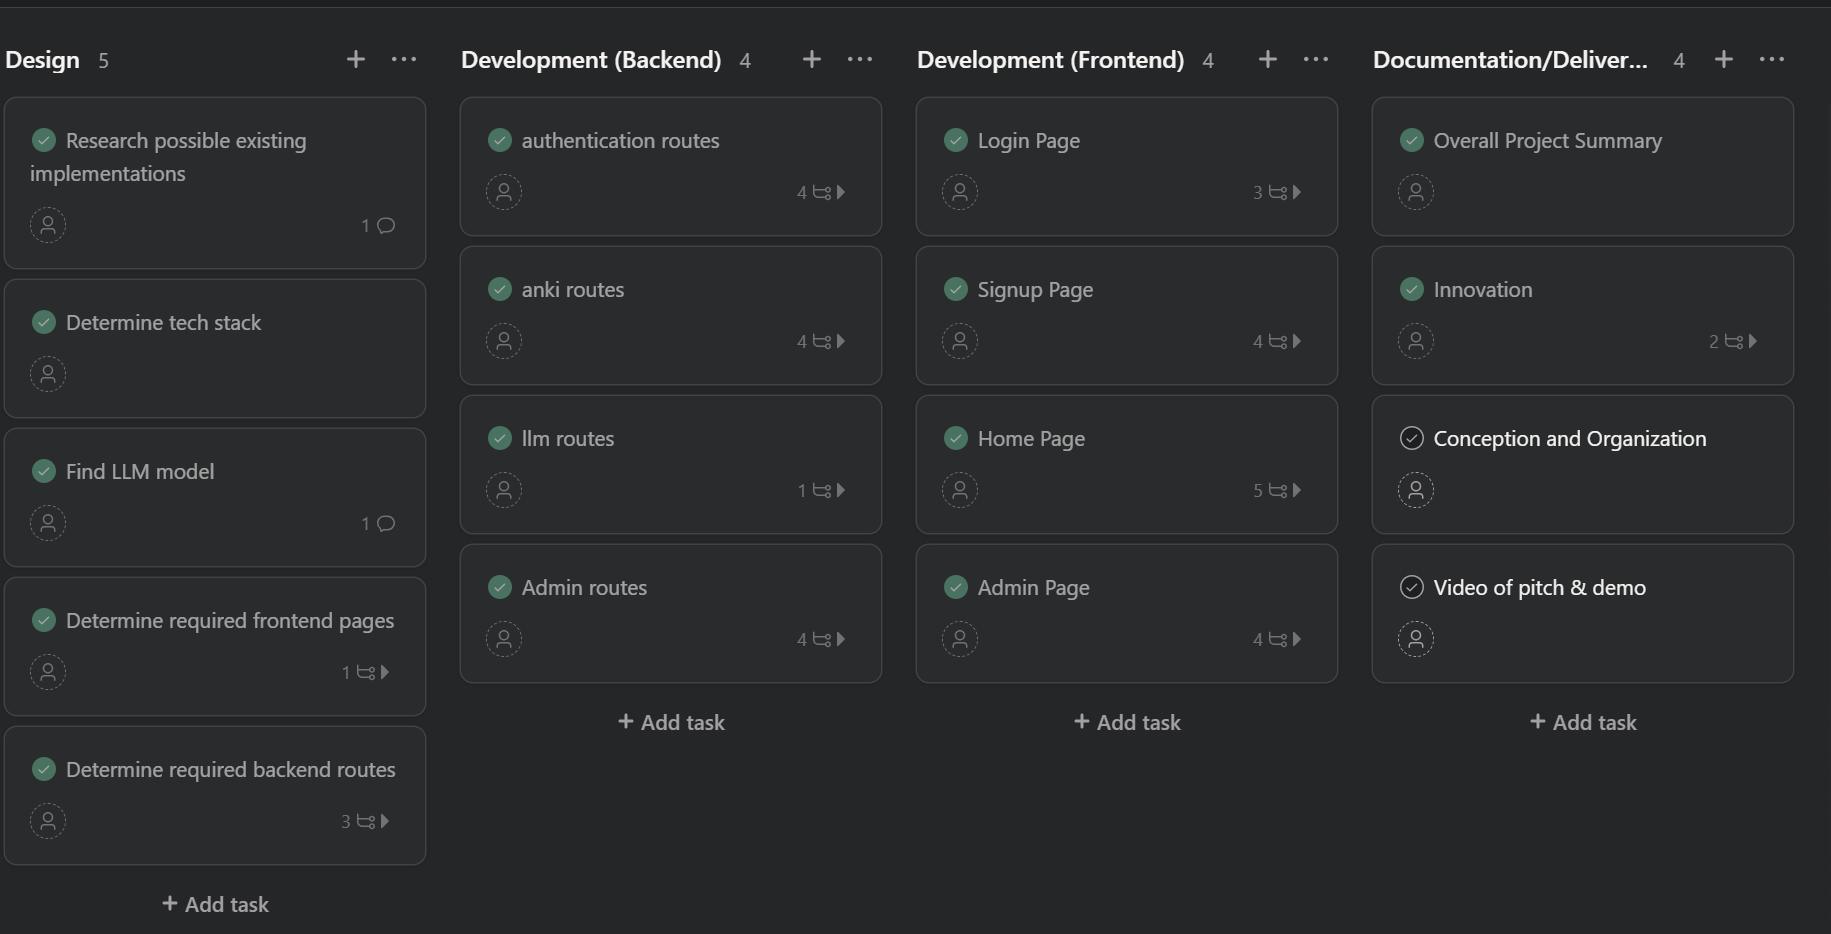 Design 5
Research possible existing
implementations
1
Determine tech stack
Find LLM model
1
Determine required frontend pages
1
Determine required backend routes
3
+ Add task
Development (Backend) 4
authentication routes
4
anki routes
4
llm routes
1
Admin routes
4
+ Add task
Development (Frontend) 4
Login Page
3
Signup Page
4
Home Page
5
Admin Page
4
+ Add task
Documentation/Deliver... 4
Overall Project Summary
Innovation
2
Conception and Organization
Video of pitch & demo
+ Add task